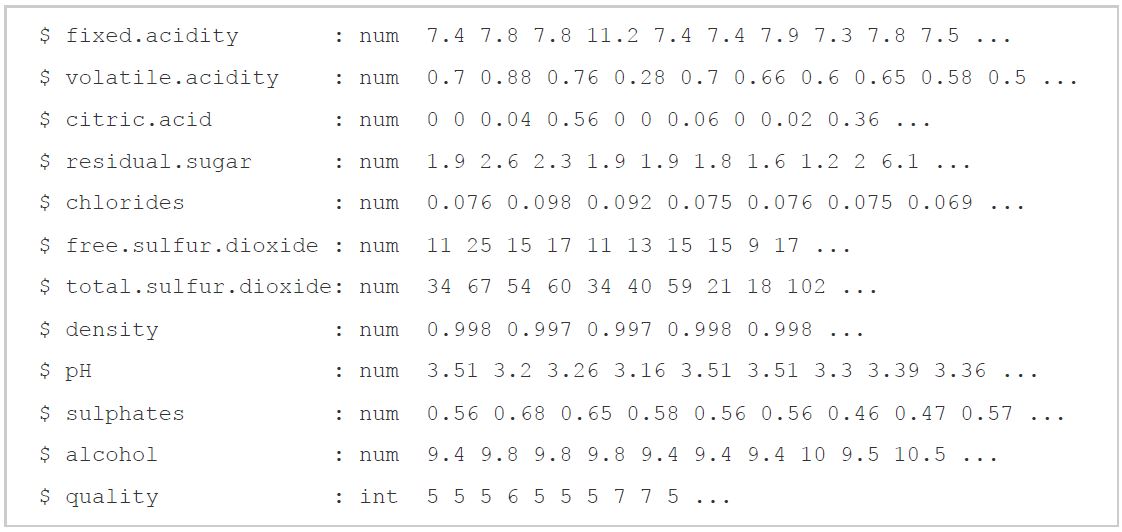 $ fixed.acidity       : num  7.4 7.8 7.8 11.2 7.4 7.4 7.9 7.3 7.8 7.5 ...
$ volatile.acidity    : num  0.7 0.88 0.76 0.28 0.7 0.66 0.6 0.65 0.58 0.5 ...
$ citric.acid         : num  0 0 0.04 0.56 0 0 0.06 0 0.02 0.36 ...
$ residual.sugar      : num  1.9 2.6 2.3 1.9 1.9 1.8 1.6 1.2 2 6.1 ...
$ chlorides           : num  0.076 0.098 0.092 0.075 0.076 0.075 0.069 ...
$ free.sulfur.dioxide : num  11 25 15 17 11 13 15 15 9 17 ...
$ total.sulfur.dioxide: num  34 67 54 60 34 40 59 21 18 102 ...
$ density             : num  0.998 0.997 0.997 0.998 0.998 ...
$ pH                  : num  3.51 3.2 3.26 3.16 3.51 3.51 3.3 3.39 3.36 ...
$ sulphates           : num  0.56 0.68 0.65 0.58 0.56 0.56 0.46 0.47 0.57 ...
$ alcohol             : num  9.4 9.8 9.8 9.8 9.4 9.4 9.4 10 9.5 10.5 ...
$ quality             : int  5 5 5 6 5 5 5 7 7 5 ...